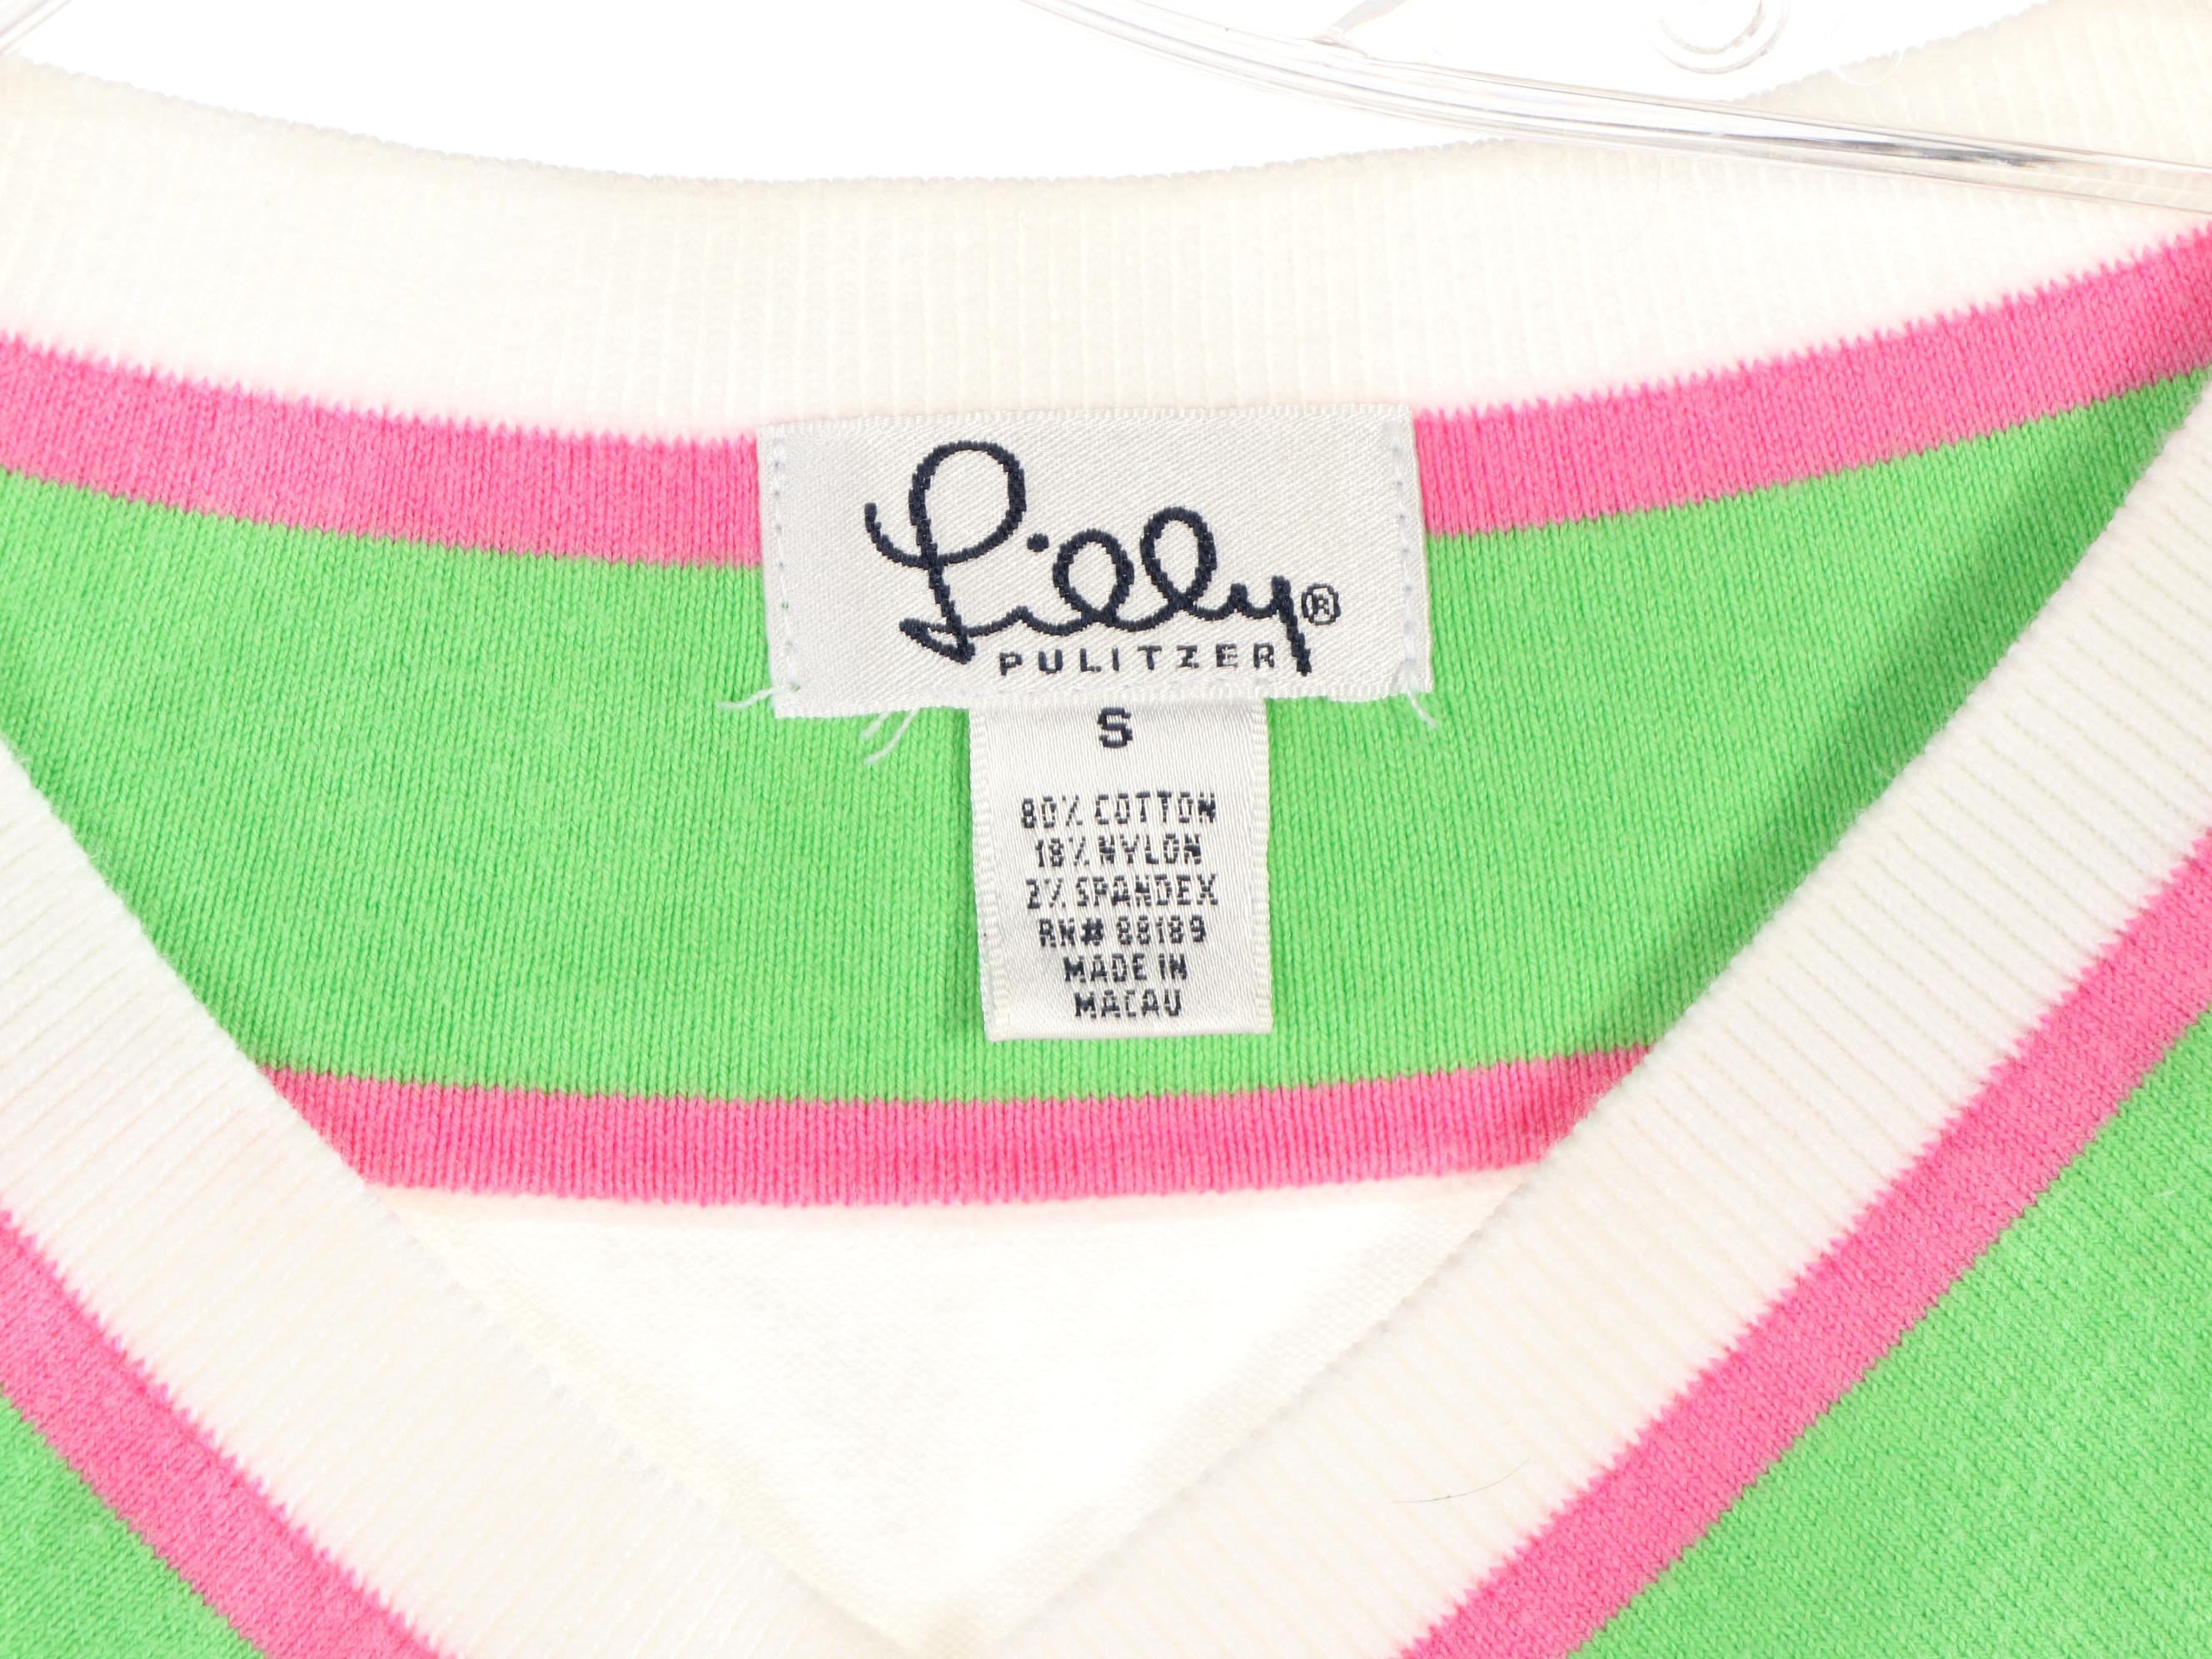 Lilly®
PULITZER
S
80% COTTON
18% NYLON
2% SPANDEX
RN# 88189
MADE IN
MACAU